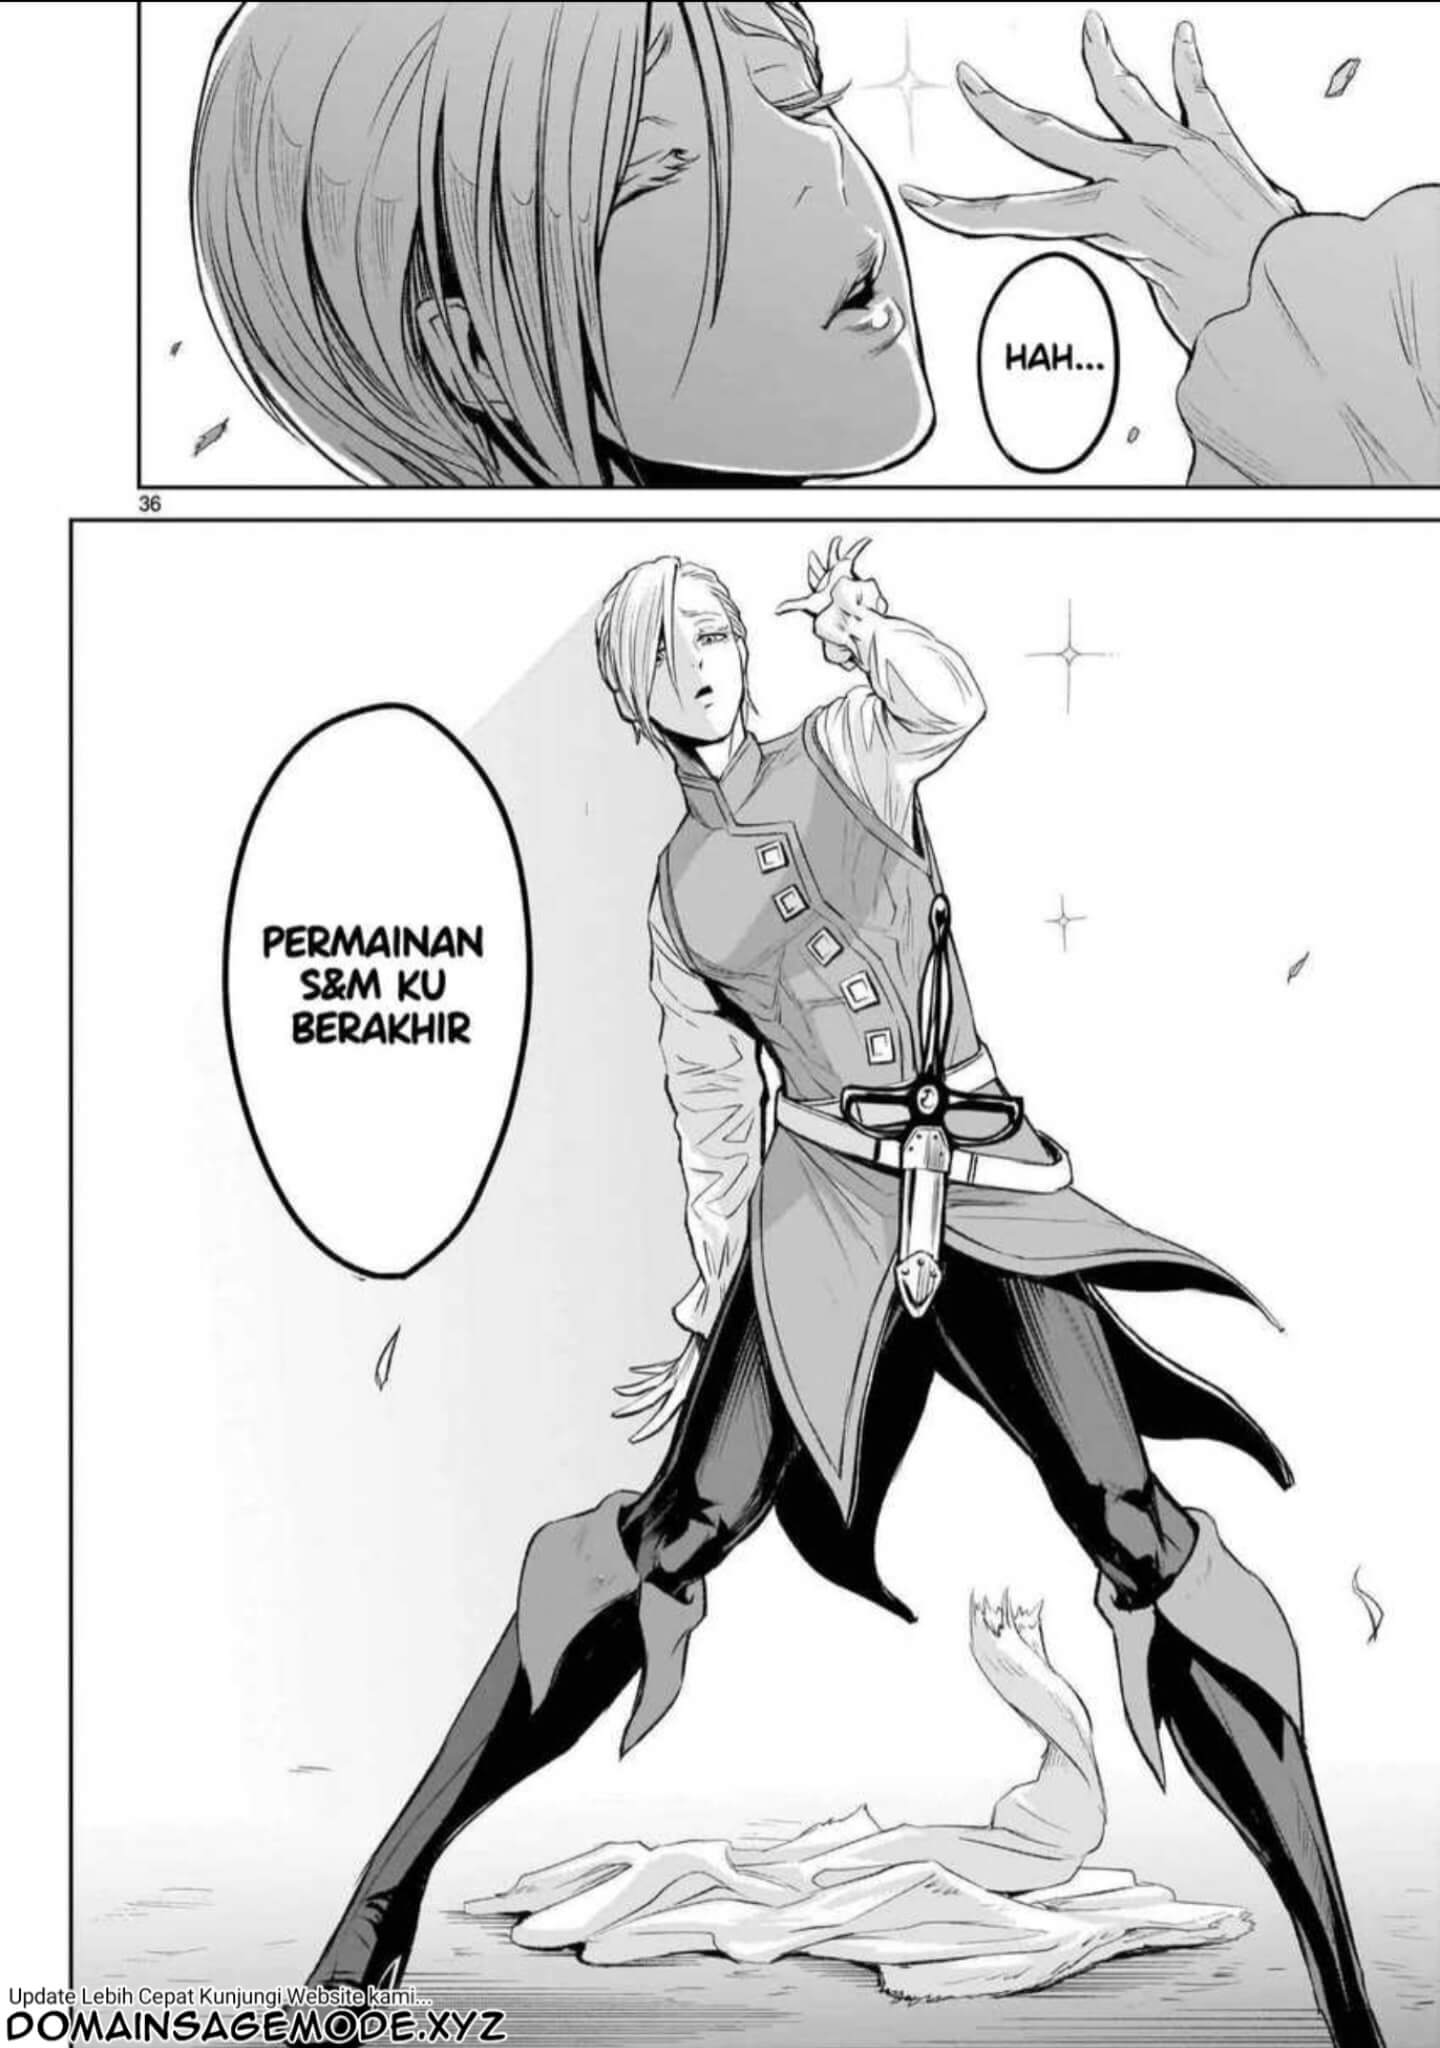 HAH...
36
PERMAINAN
S&M KU
BERAKHIR
Update Lebih Cepat Kunjungi Website kami...
DOMAINSAGEMODE.XYZ